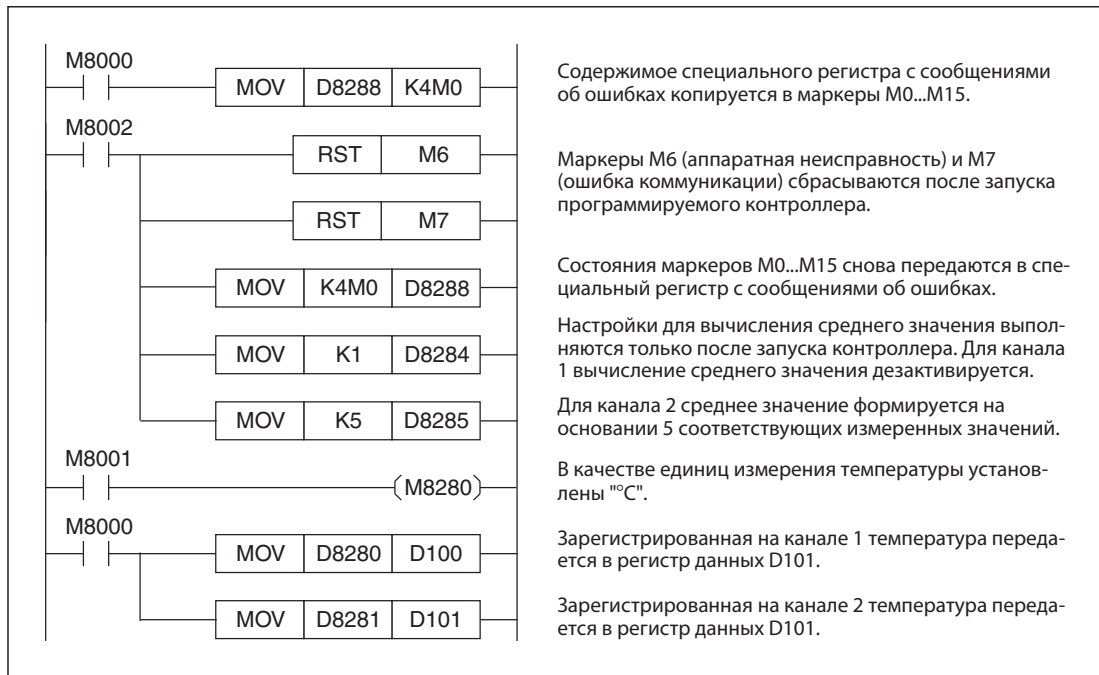 M8000
MOV D8288 K4M0
Содержимое специального регистра с сообщениями
об ошибках копируется в маркеры M0...M15.
M8002
RST M6
Маркеры M6 (аппаратная неисправность) и M7
(ошибка коммуникации) сбрасываются после запуска
программируемого контроллера.
RST M7
MOV K4M0 D8288
Состояния маркеров M0...M15 снова передаются в спе-
циальный регистр с сообщениями об ошибках.
MOV K1 D8284
Настройки для вычисления среднего значения выпол-
няются только после запуска контроллера. Для канала
1 вычисление среднего значения дезактивируется.
MOV K5 D8285
Для канала 2 среднее значение формируется на
основании 5 соответствующих измеренных значений.
M8001
(M8280)
В качестве единиц измерения температуры установ-
лены "°C".
M8000
MOV D8280 D100
Зарегистрированная на канале 1 температура переда-
ется в регистр данных D101.
MOV D8281 D101
Зарегистрированная на канале 2 температура переда-
ется в регистр данных D101.